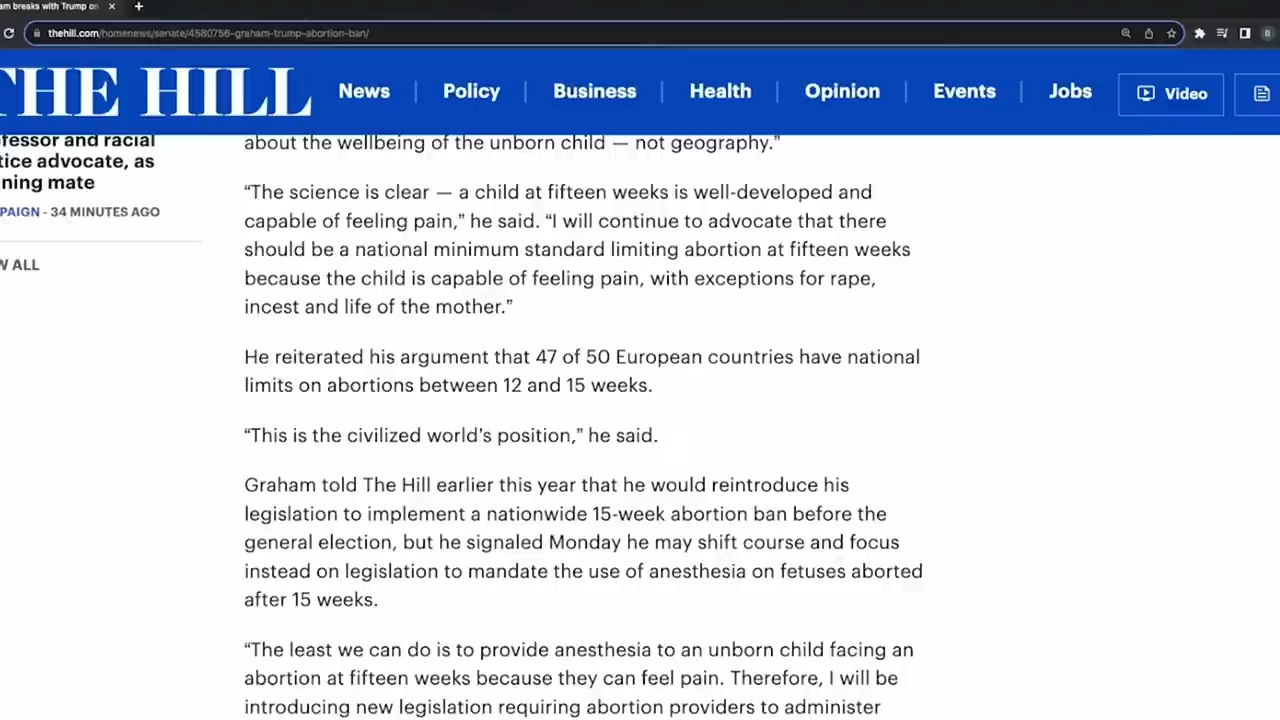 am breaks with Trump on
thehill.com/homenews/senate/4580756-graham-trump-abortion-ban/
B
THE HILL
News
Policy
Business
Health
Opinion
Events
Jobs
Video
fessor and racial
tice advocate, as
ning mate
PAIGN - 34 MINUTES AGO
W ALL
about the wellbeing of the unborn child — not geography.”
“The science is clear — a child at fifteen weeks is well-developed and
capable of feeling pain,” he said. “I will continue to advocate that there
should be a national minimum standard limiting abortion at fifteen weeks
because the child is capable of feeling pain, with exceptions for rape,
incest and life of the mother.”
He reiterated his argument that 47 of 50 European countries have national
limits on abortions between 12 and 15 weeks.
“This is the civilized world’s position,” he said.
Graham told The Hill earlier this year that he would reintroduce his
legislation to implement a nationwide 15-week abortion ban before the
general election, but he signaled Monday he may shift course and focus
instead on legislation to mandate the use of anesthesia on fetuses aborted
after 15 weeks.
“The least we can do is to provide anesthesia to an unborn child facing an
abortion at fifteen weeks because they can feel pain. Therefore, I will be
introducing new legislation requiring abortion providers to administer